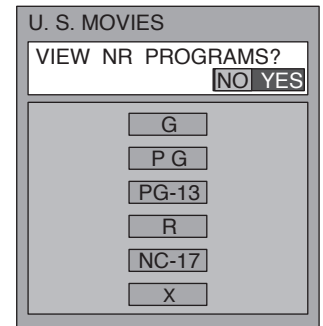 U. S. MOVIES
VIEW NR PROGRAMS?
NO YES
G
P G
PG-13
R
NC-17
X